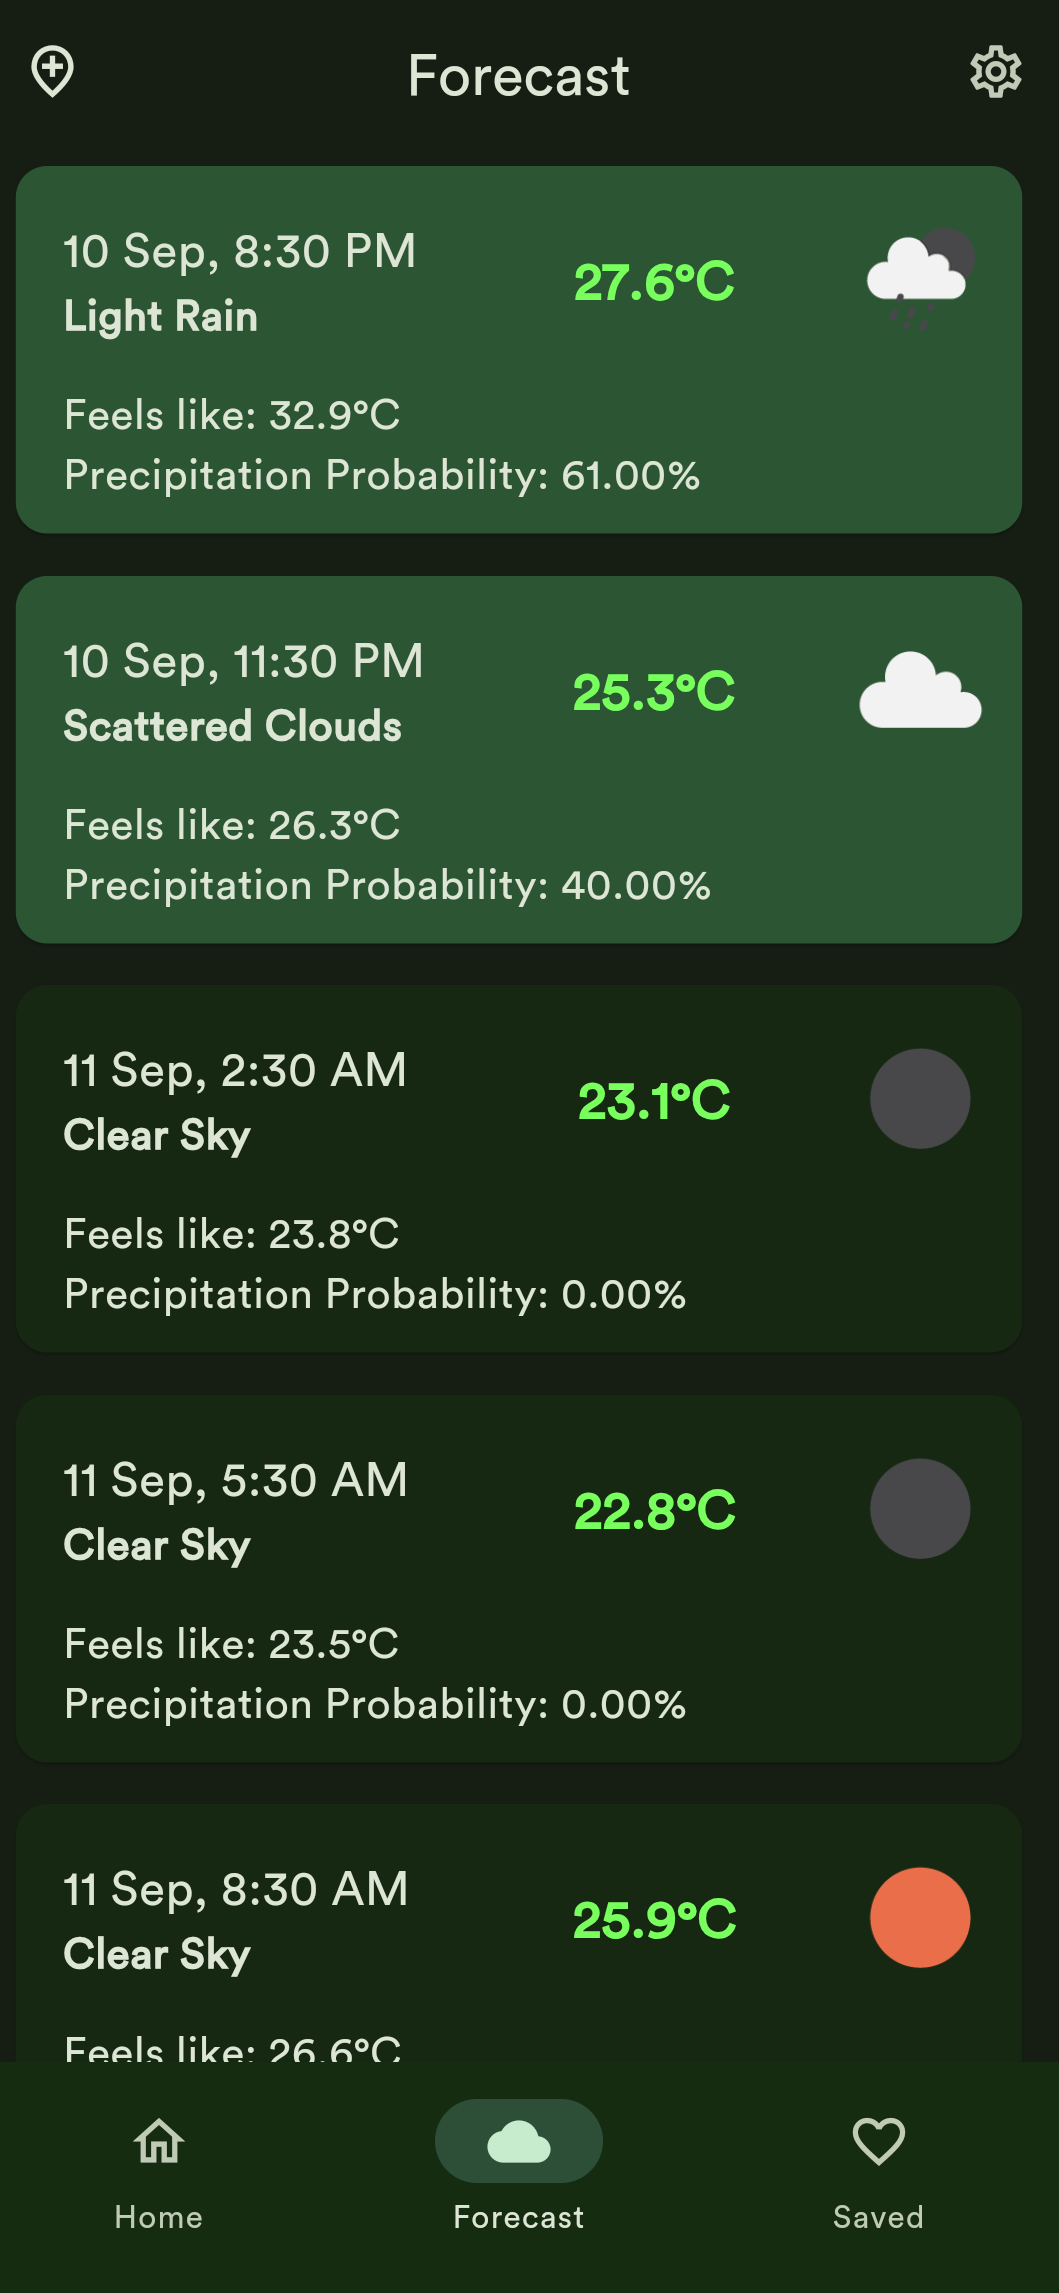 Forecast
10 Sep, 8:30 PM
27.6°C
Light Rain
Feels like: 32.9°C
Precipitation Probability: 61.00%
10 Sep, 11:30 PM
25.3°C
Scattered Clouds
Feels like: 26.3°C
Precipitation Probability: 40.00%
11 Sep, 2:30 AM
23.1°C
Clear Sky
Feels like: 23.8°C
Precipitation Probability: 0.00%
11 Sep, 5:30 AM
22.8°C
Clear Sky
Feels like: 23.5°C
Precipitation Probability: 0.00%
11 Sep, 8:30 AM
25.9°C
Clear Sky
Feels like: 26.6°C
Home
Forecast
Saved